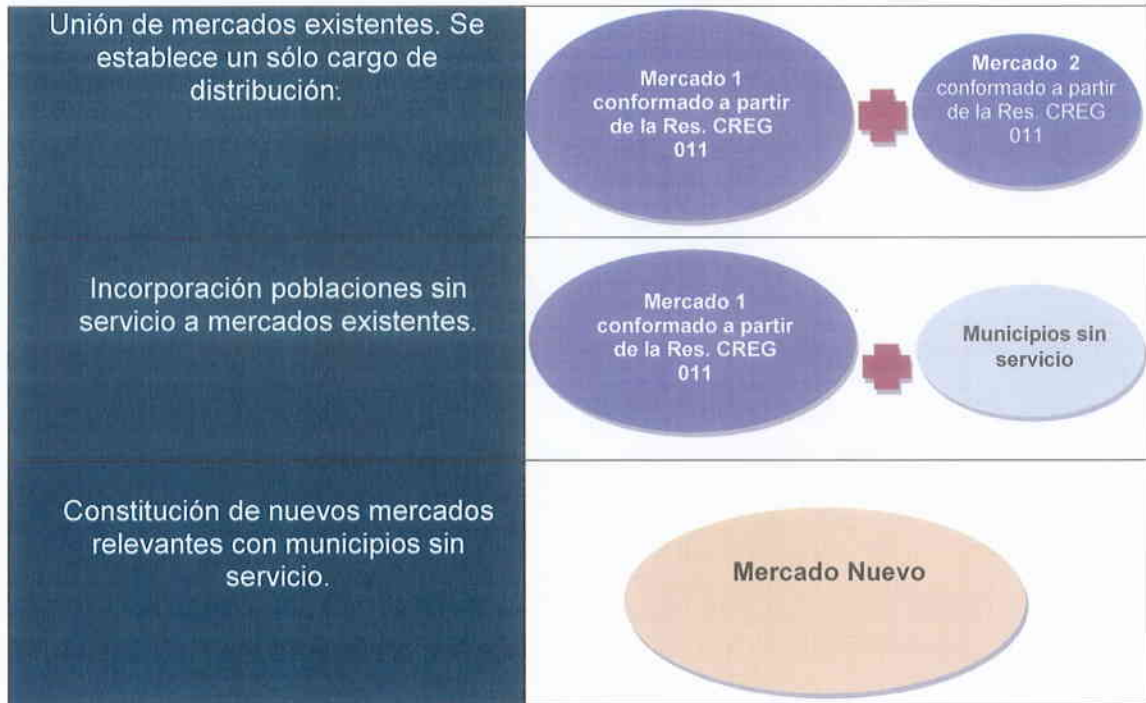 Unión de mercados existentes. Se
establece un sólo cargo de
distribución.
Mercado 1
conformado a partir
de la Res. CREG
011
Mercado 2
conformado a partir
de la Res. CREG
011
Incorporación poblaciones sin
servicio a mercados existentes.
Mercado 1
conformado a partir
de la Res. CREG
011
Municipios sin
servicio
Constitución de nuevos mercados
relevantes con municipios sin
servicio.
Mercado Nuevo